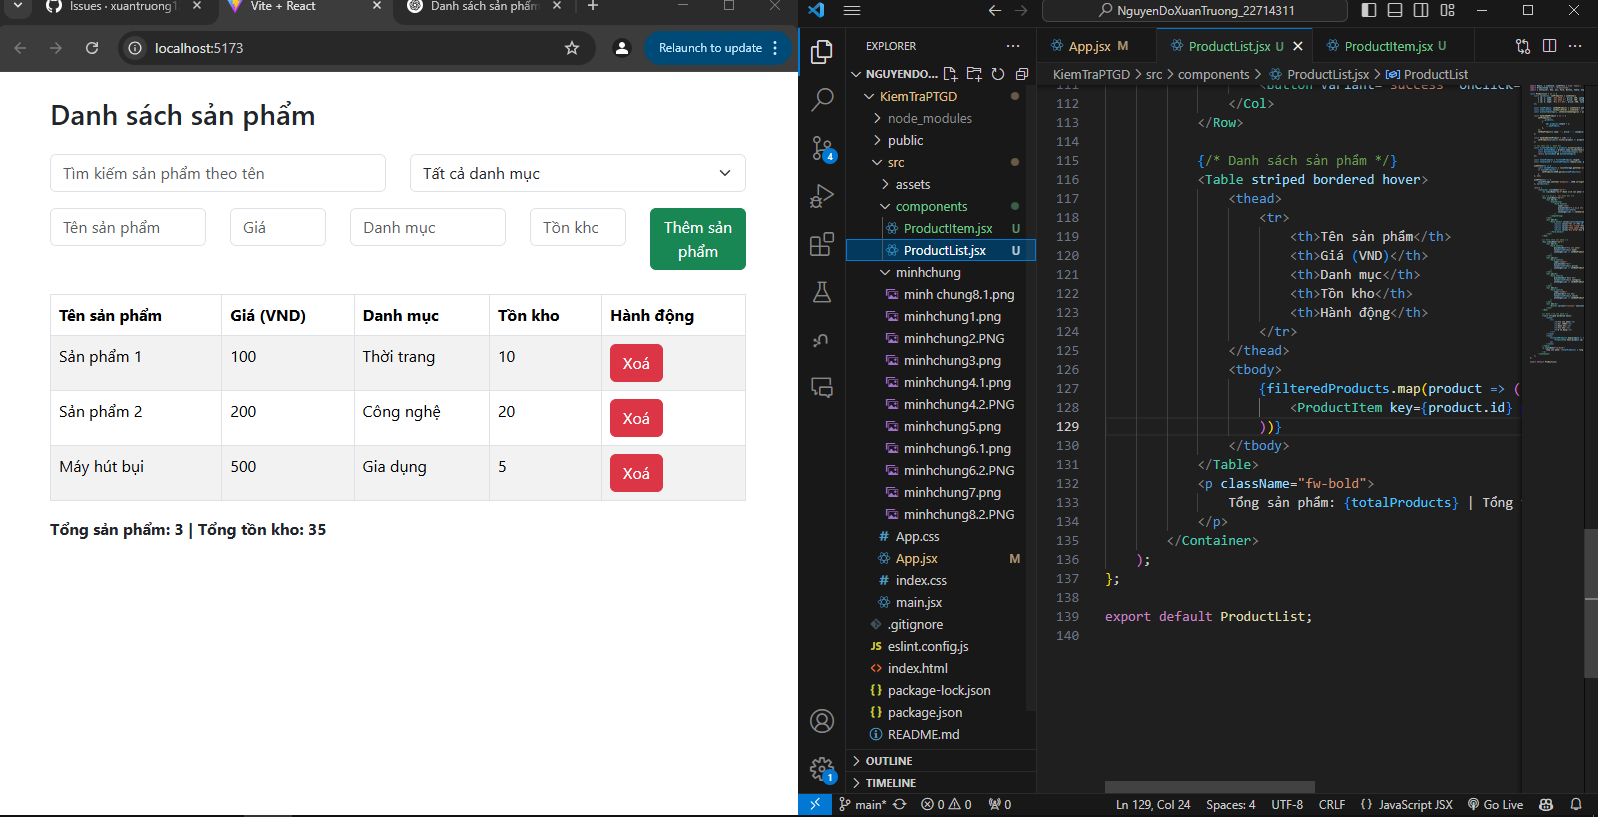 Issues · xuantruong1
Vite + React
Danh sách sản phẩm
localhost:5173
Relaunch to update
Danh sách sản phẩm
Tìm kiếm sản phẩm theo tên
Tất cả danh mục
Tên sản phẩm
Giá
Danh mục
Tồn khc
Thêm sản
phẩm
Tên sản phẩm Giá (VND) Danh mục Tồn kho Hành động
Sản phẩm 1 100 Thời trang 10 Xoá
Sản phẩm 2 200 Công nghệ 20 Xoá
Máy hút bụi 500 Gia dụng 5 Xoá
Tổng sản phẩm: 3 | Tổng tồn kho: 35
NguyenDoXuanTruong_22714311
EXPLORER
NGUYENDO...
KiemTraPTGD
node_modules
public
src
assets
components
ProductItem.jsx U
ProductList.jsx U
minhchung
minh chung8.1.png
minhchung1.png
minhchung2.PNG
minhchung3.png
minhchung4.1.png
minhchung4.2.PNG
minhchung5.png
minhchung6.1.png
minhchung6.2.PNG
minhchung7.png
minhchung8.2.PNG
# App.css
App.jsx M
# index.css
main.jsx
.gitignore
JS eslint.config.js
<> index.html
{} package-lock.json
{} package.json
README.md
OUTLINE
TIMELINE
4
1
App.jsx M
ProductList.jsx U
ProductItem.jsx U
KiemTraPTGD > src > components > ProductList.jsx > ProductList
111 <Button variant="success" onClick=
112 </Col>
113 </Row>
114
115 {/* Danh sách sản phẩm */}
116 <Table striped bordered hover>
117 <thead>
118 <tr>
119 <th>Tên sản phẩm</th>
120 <th>Giá (VND)</th>
121 <th>Danh mục</th>
122 <th>Tồn kho</th>
123 <th>Hành động</th>
124 </tr>
125 </thead>
126 <tbody>
127 {filteredProducts.map(product => (
128 <ProductItem key={product.id}
129 ))}
130 </tbody>
131 </Table>
132 <p className="fw-bold">
133 Tổng sản phẩm: {totalProducts} | Tổng
134 </p>
135 </Container>
136 );
137 };
138
139 export default ProductList;
140
main* 0 0 0
Ln 129, Col 24 Spaces: 4 UTF-8 CRLF {} JavaScript JSX Go Live